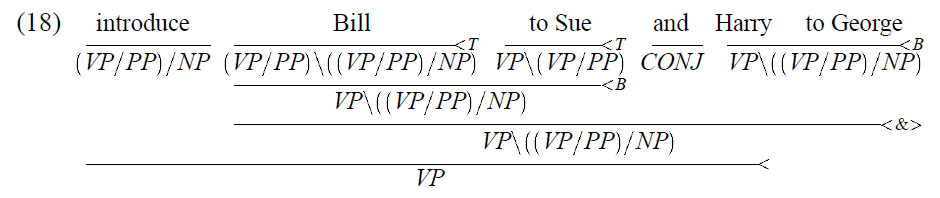 (18) introduce Bill to Sue and Harry to George
<T <T <B
(VP/PP)/NP (VP/PP)\((VP/PP)/NP) VP\(VP/PP) CONJ VP\((VP/PP)/NP)
<B
VP\((VP/PP)/NP)
<&>
VP\((VP/PP)/NP)
<
VP